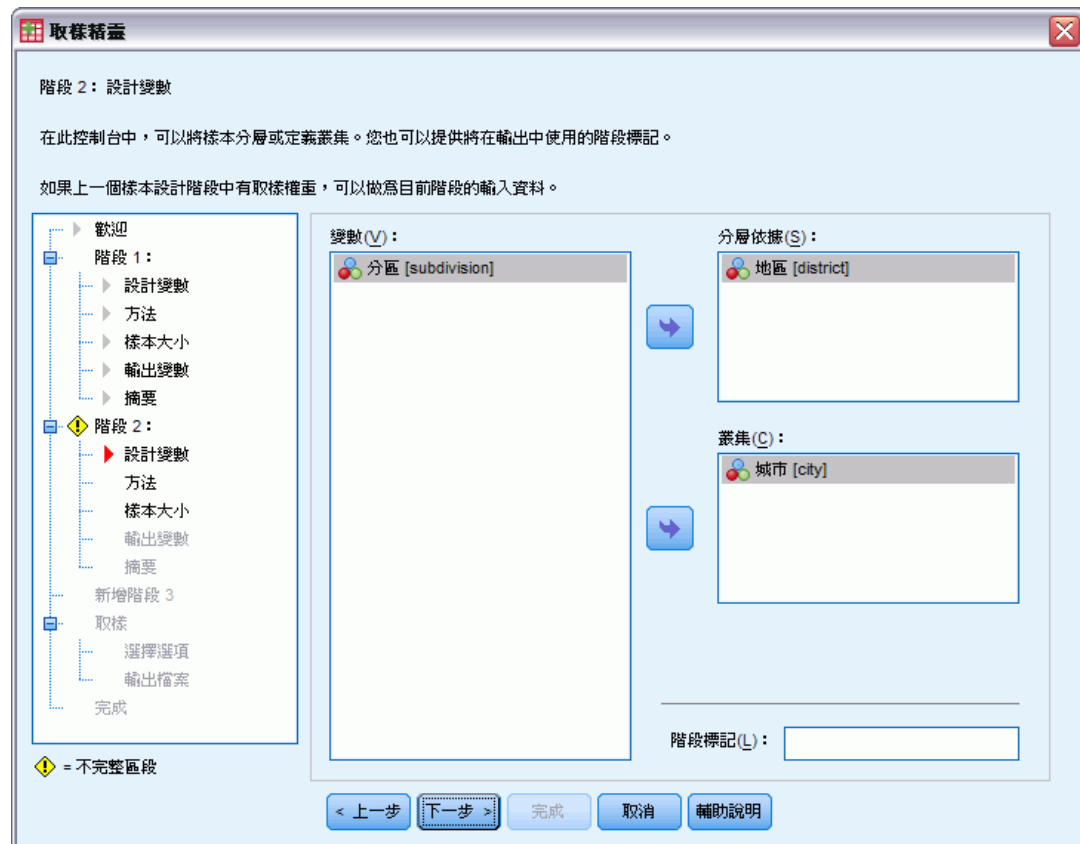 取樣精靈
階段 2：設計變數
在此控制台中，可以將樣本分層或定義叢集。您也可以提供將在輸出中使用的階段標記。
如果上一個樣本設計階段中有取樣權重，可以做為目前階段的輸入資料。
歡迎
階段 1：
設計變數
方法
樣本大小
輸出變數
摘要
階段 2：
設計變數
方法
樣本大小
輸出變數
摘要
新增階段 3
取樣
選擇選項
輸出檔案
完成
= 不完整區段
變數(V)：
分區 [subdivision]
分層依據(S)：
地區 [district]
叢集(C)：
城市 [city]
階段標記(L)：
< 上一步
下一步 >
完成
取消
輔助說明